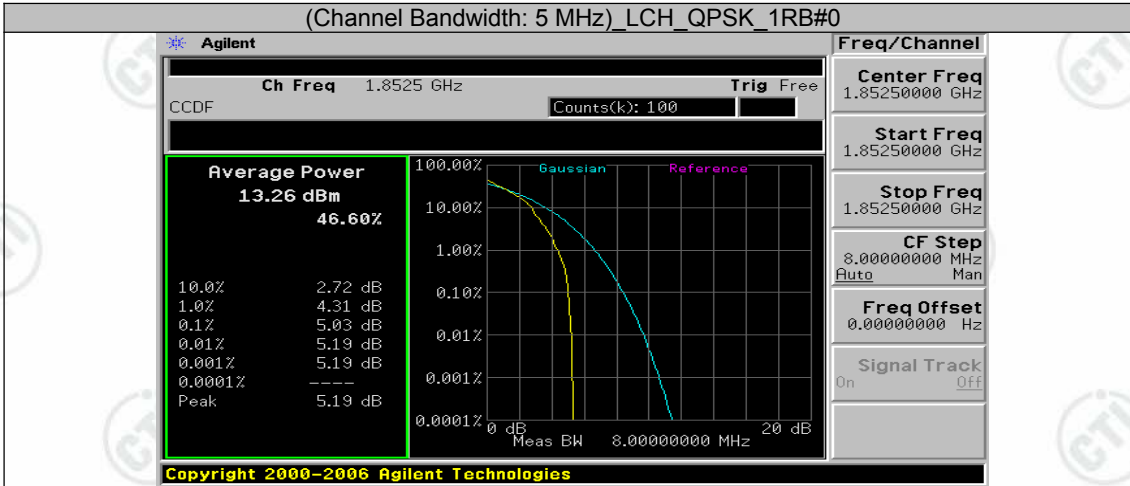 (Channel Bandwidth: 5 MHz)_LCH_QPSK_1RB#0
Agilent
Freq/Channel
Ch Freq 1.8525 GHz Trig Free
CCDF Counts(k): 100
Center Freq
1.85250000 GHz
Start Freq
1.85250000 GHz
Stop Freq
1.85250000 GHz
CF Step
8.00000000 MHz
Auto Man
Freq Offset
0.00000000 Hz
Signal Track
On Off
Average Power
13.26 dBm
46.60%
10.0% 2.72 dB
1.0% 4.31 dB
0.1% 5.03 dB
0.01% 5.19 dB
0.001% 5.19 dB
0.0001% ----
Peak 5.19 dB
Gaussian Reference
100.00%
10.00%
1.00%
0.10%
0.01%
0.001%
0.0001%
0 dB 20 dB
Meas BW 8.00000000 MHz
Copyright 2000-2006 Agilent Technologies
CTI
CTI
CTI
CTI